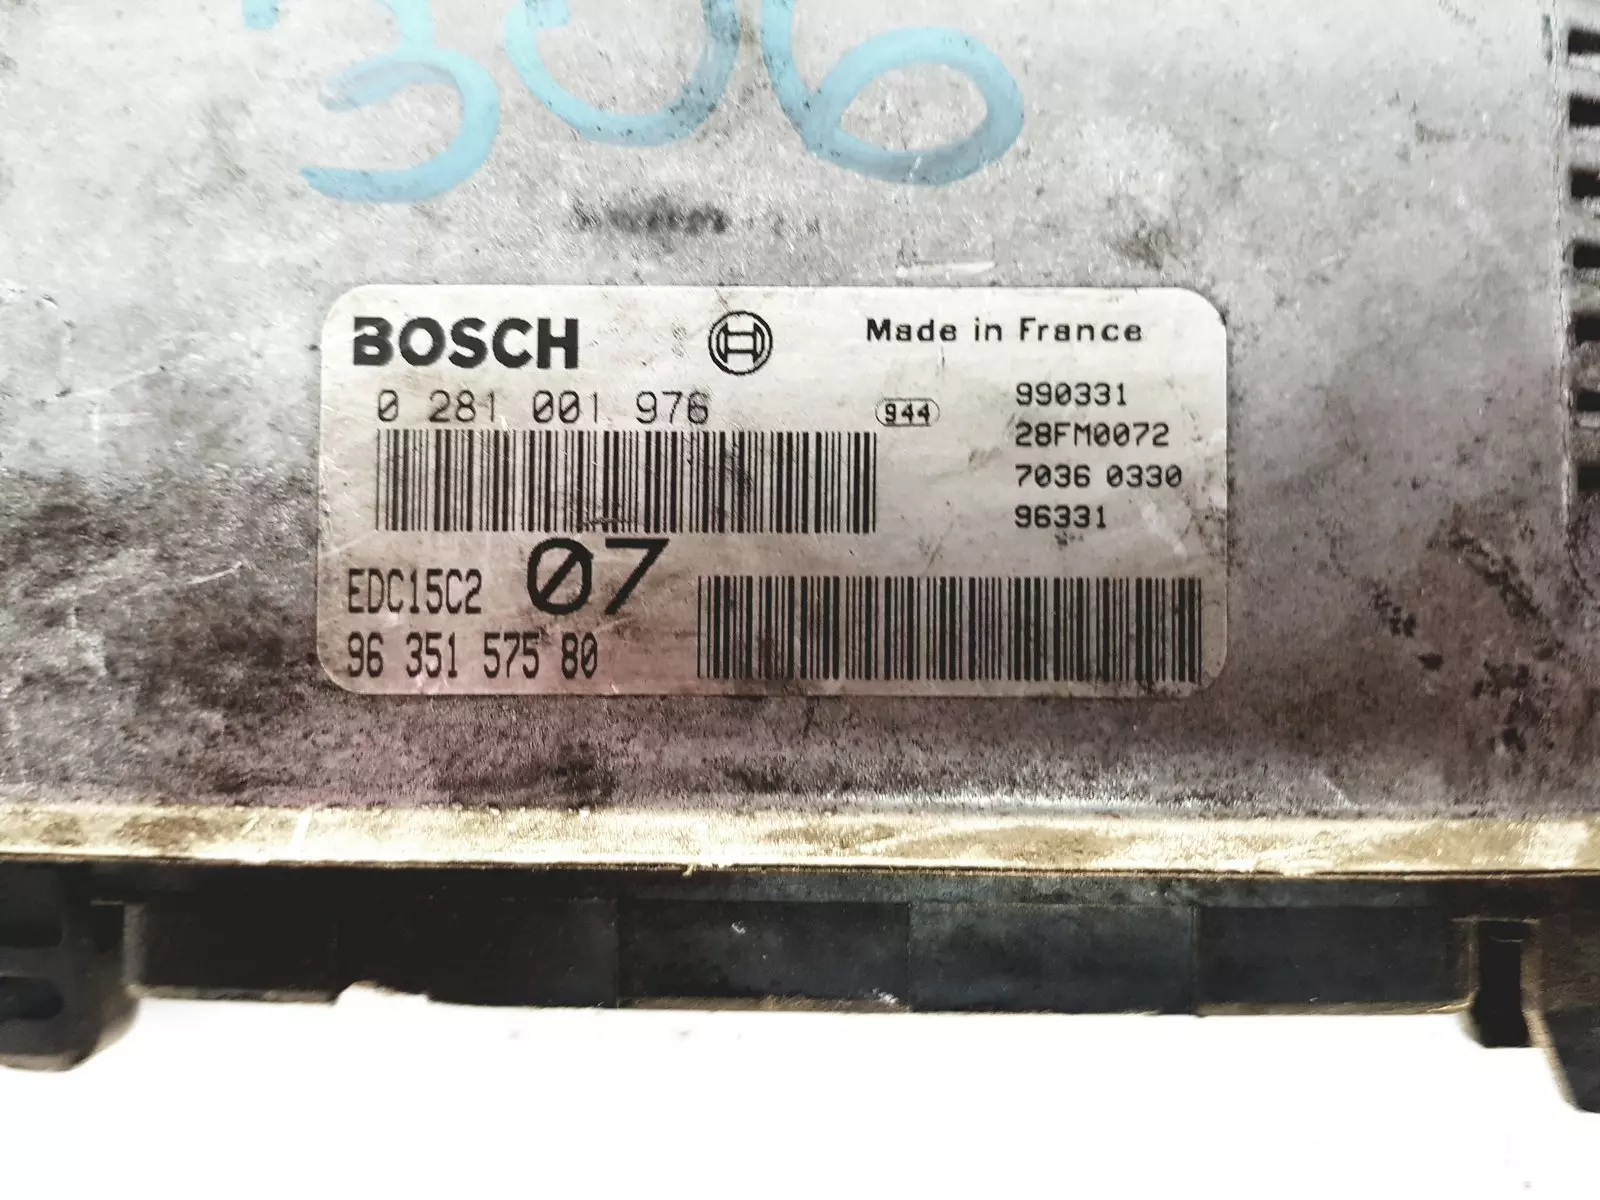 306
BOSCH
Made in France
0 281 001 976
944
990331
28FM0072
7036 0330
96331
EDC15C2 07
96 351 575 80